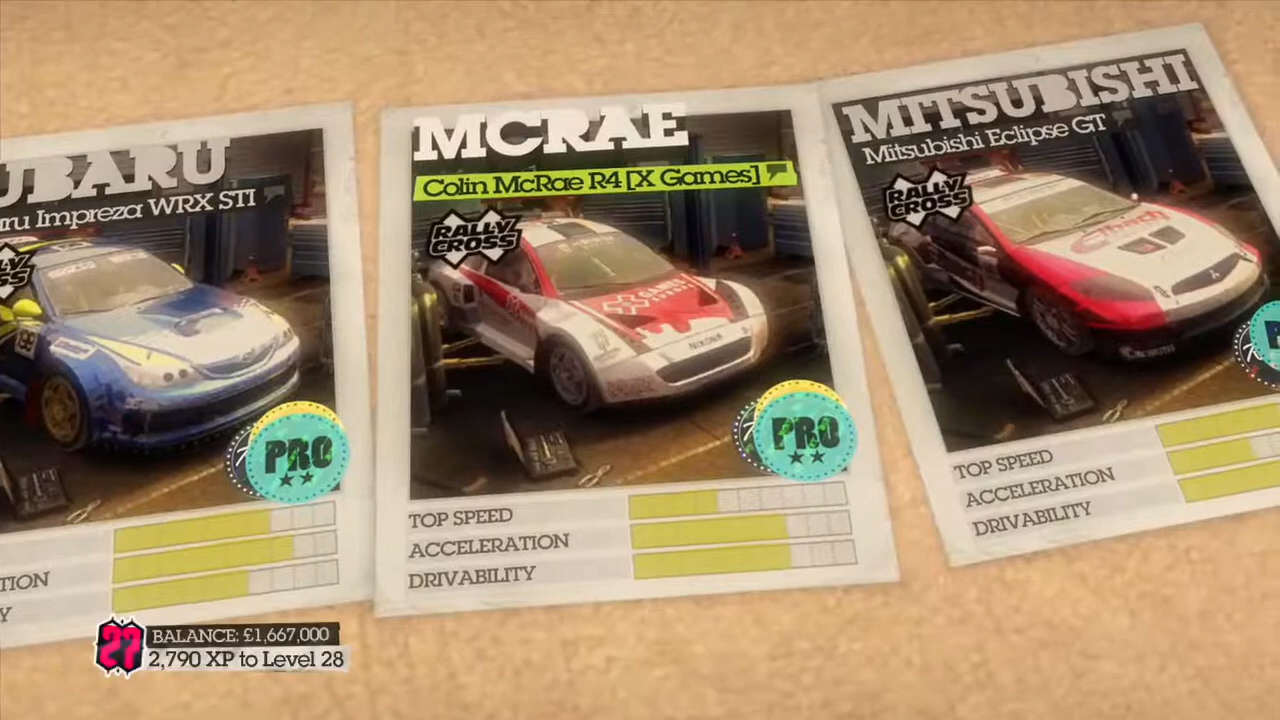 UBARU
ru Impreza WRX STI
PRO
MCRAE
Colin McRae R4 [X Games]
RALLY
CROSS
PRO
TOP SPEED
ACCELERATION
DRIVABILITY
MITSUBISHI
Mitsubishi Eclipse GT
RALLY
CROSS
TOP SPEED
ACCELERATION
DRIVABILITY
27
BALANCE: £1,667,000
2,790 XP to Level 28